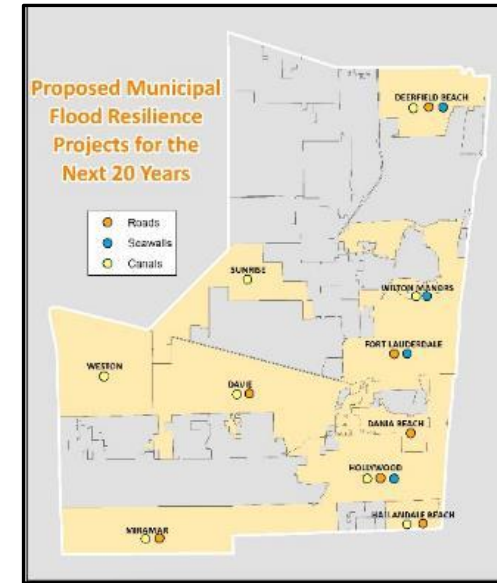 Proposed Municipal
Flood Resilience
Projects for the
Next 20 Years
Roads
Seawalls
Canals
DEERFIELD BEACH
SUNRISE
WILTON MANORS
FORT LAUDERDALE
WESTON
DAVIE
DANIA BEACH
HOLLYWOOD
HALLANDALE BEACH
MIRAMAR